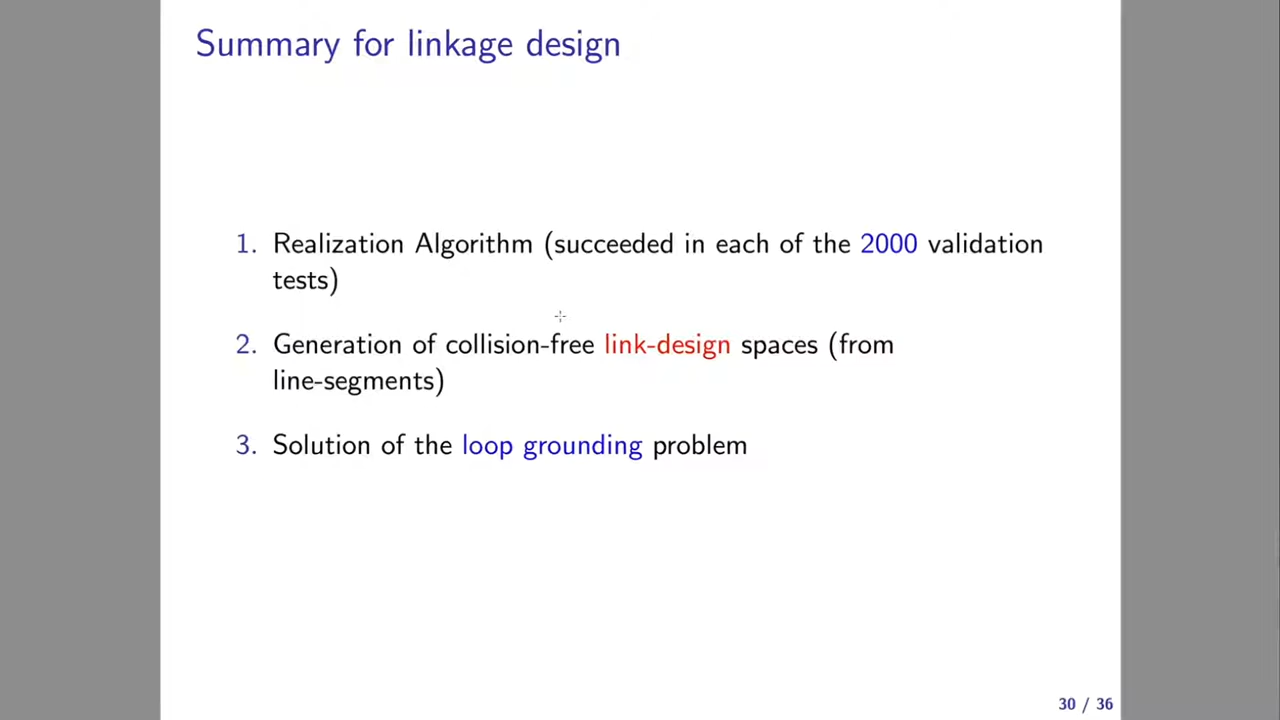 Summary for linkage design
1. Realization Algorithm (succeeded in each of the 2000 validation
tests)
2. Generation of collision-free link-design spaces (from
line-segments)
3. Solution of the loop grounding problem
30 / 36